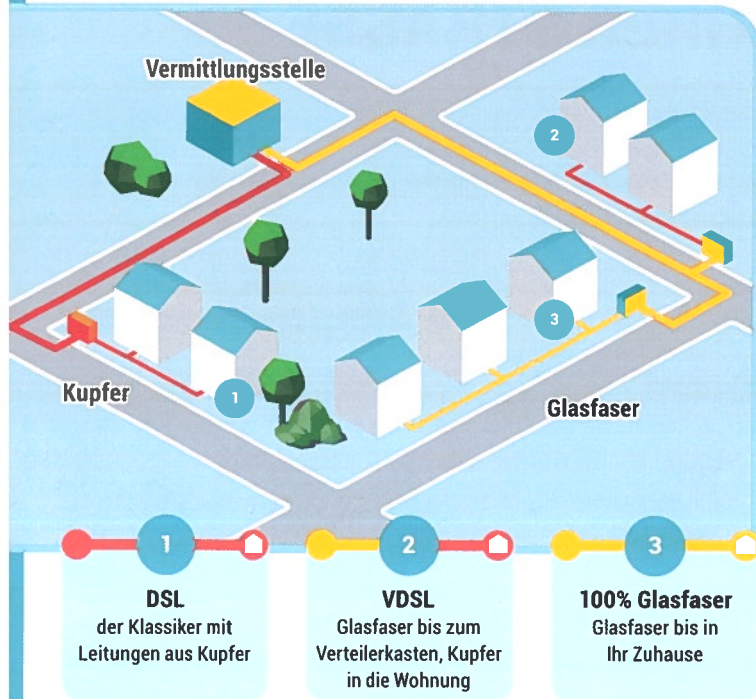 Vermittlungsstelle
2
3
1
Kupfer
Glasfaser
1
2
3
DSL
der Klassiker mit
Leitungen aus Kupfer
VDSL
Glasfaser bis zum
Verteilerkasten, Kupfer
in die Wohnung
100% Glasfaser
Glasfaser bis in
Ihr Zuhause